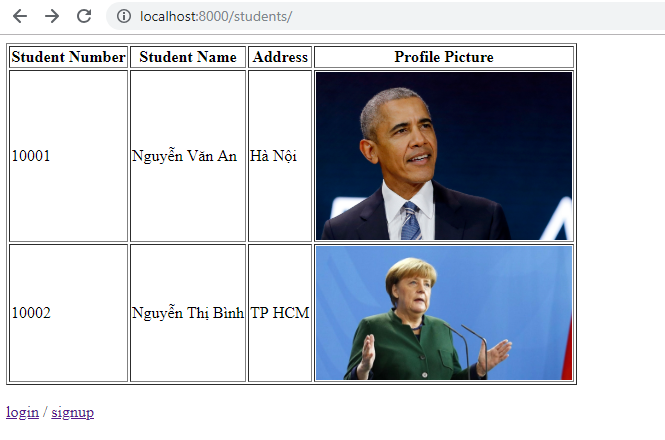 localhost:8000/students/
Student Number Student Name Address Profile Picture
10001 Nguyễn Văn An Hà Nội
10002 Nguyễn Thị Bình TP HCM
login / signup